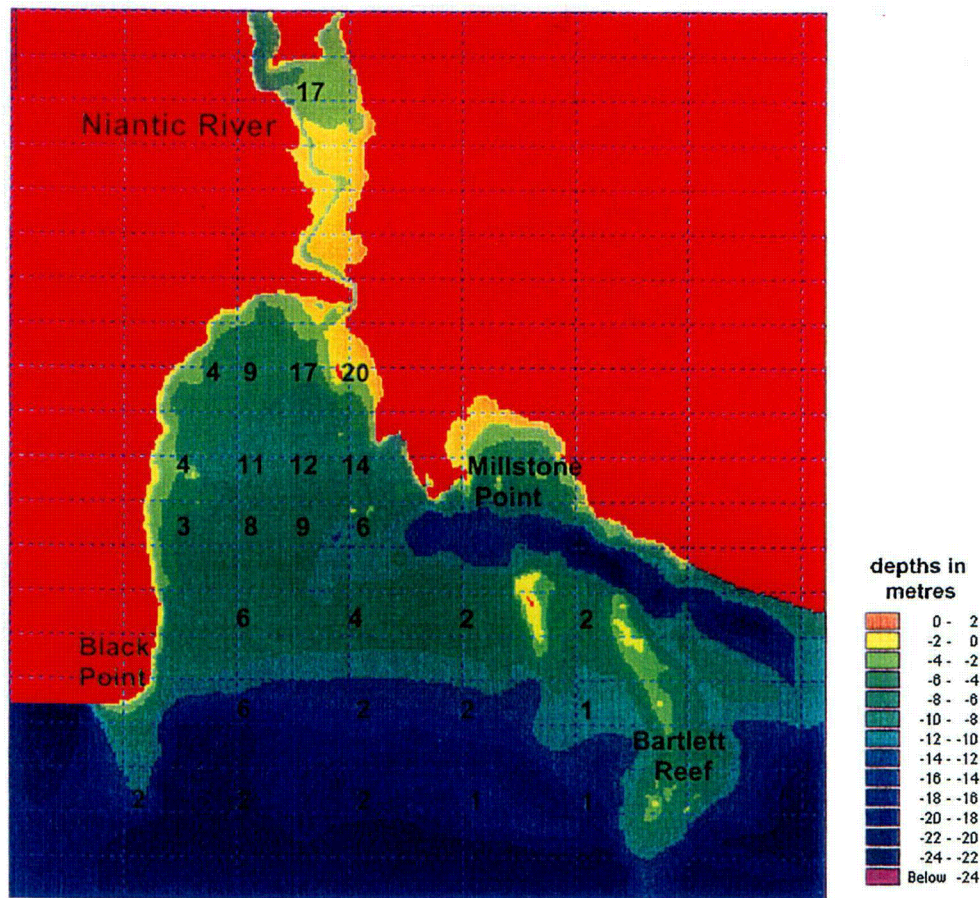 17
Niantic River
4 9 17 20
4 11 12 14
Millstone
Point
3 8 9 6
6 4 2 2
Black
Point
6 2 2 1
Bartlett
Reef
2 2 2 1 1
depths in
metres
0 - 2
-2 - 0
-4 - -2
-6 - -4
-8 - -6
-10 - -8
-12 - -10
-14 - -12
-16 - -14
-18 - -16
-20 - -18
-22 - -20
-24 - -22
Below -24